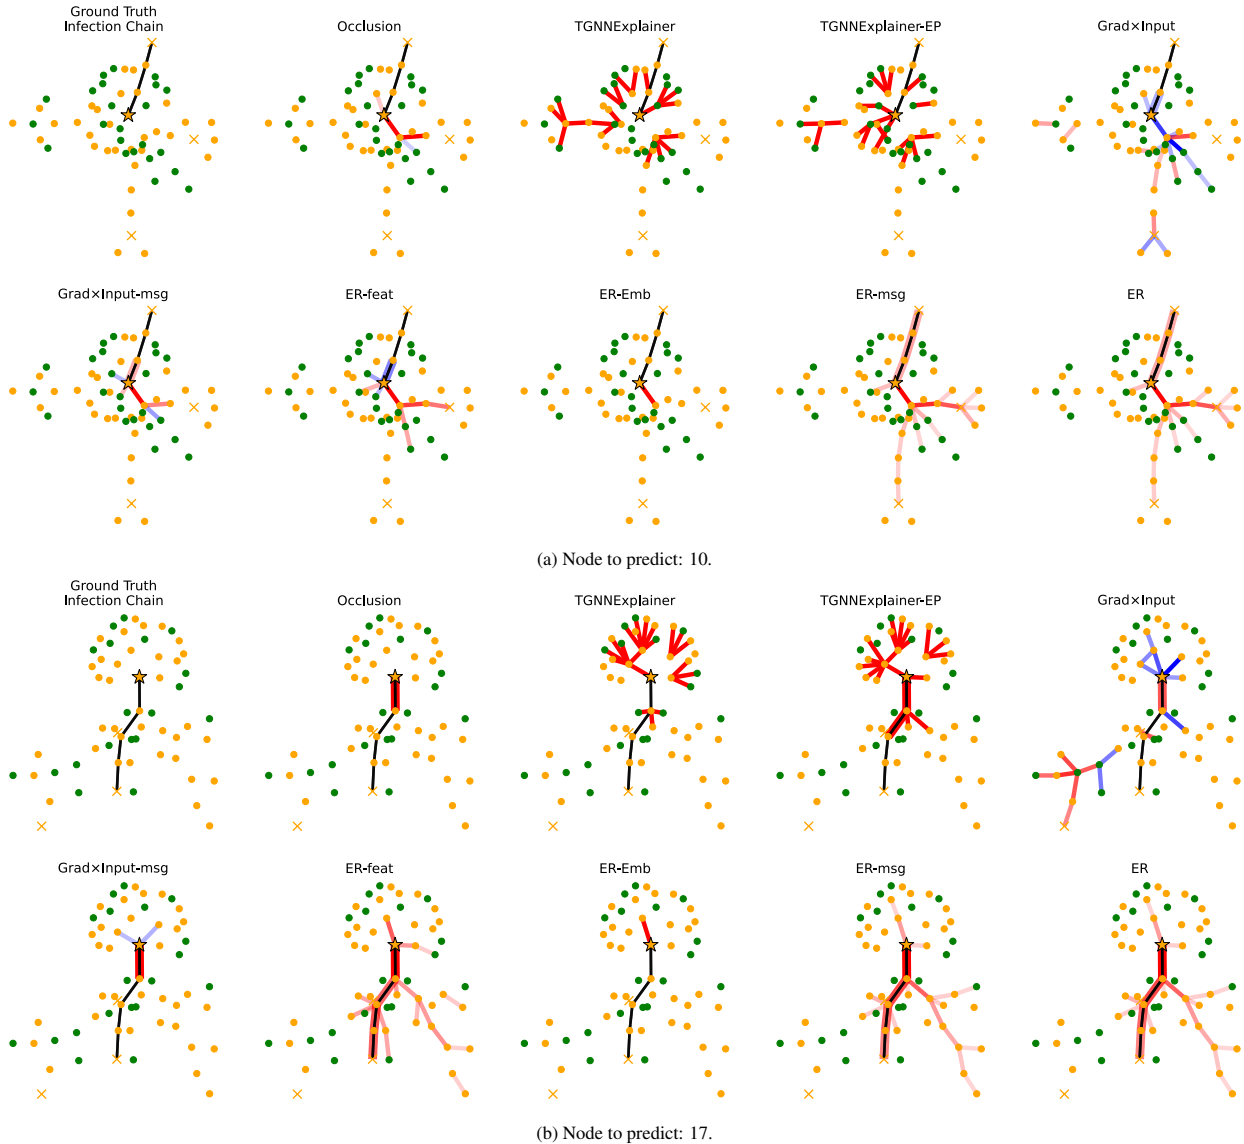 Ground Truth
Infection Chain
Occlusion
TGNNExplainer
TGNNExplainer-EP
Grad×Input
Grad×Input-msg
ER-feat
ER-Emb
ER-msg
ER
(a) Node to predict: 10.
Ground Truth
Infection Chain
Occlusion
TGNNExplainer
TGNNExplainer-EP
Grad×Input
Grad×Input-msg
ER-feat
ER-Emb
ER-msg
ER
(b) Node to predict: 17.